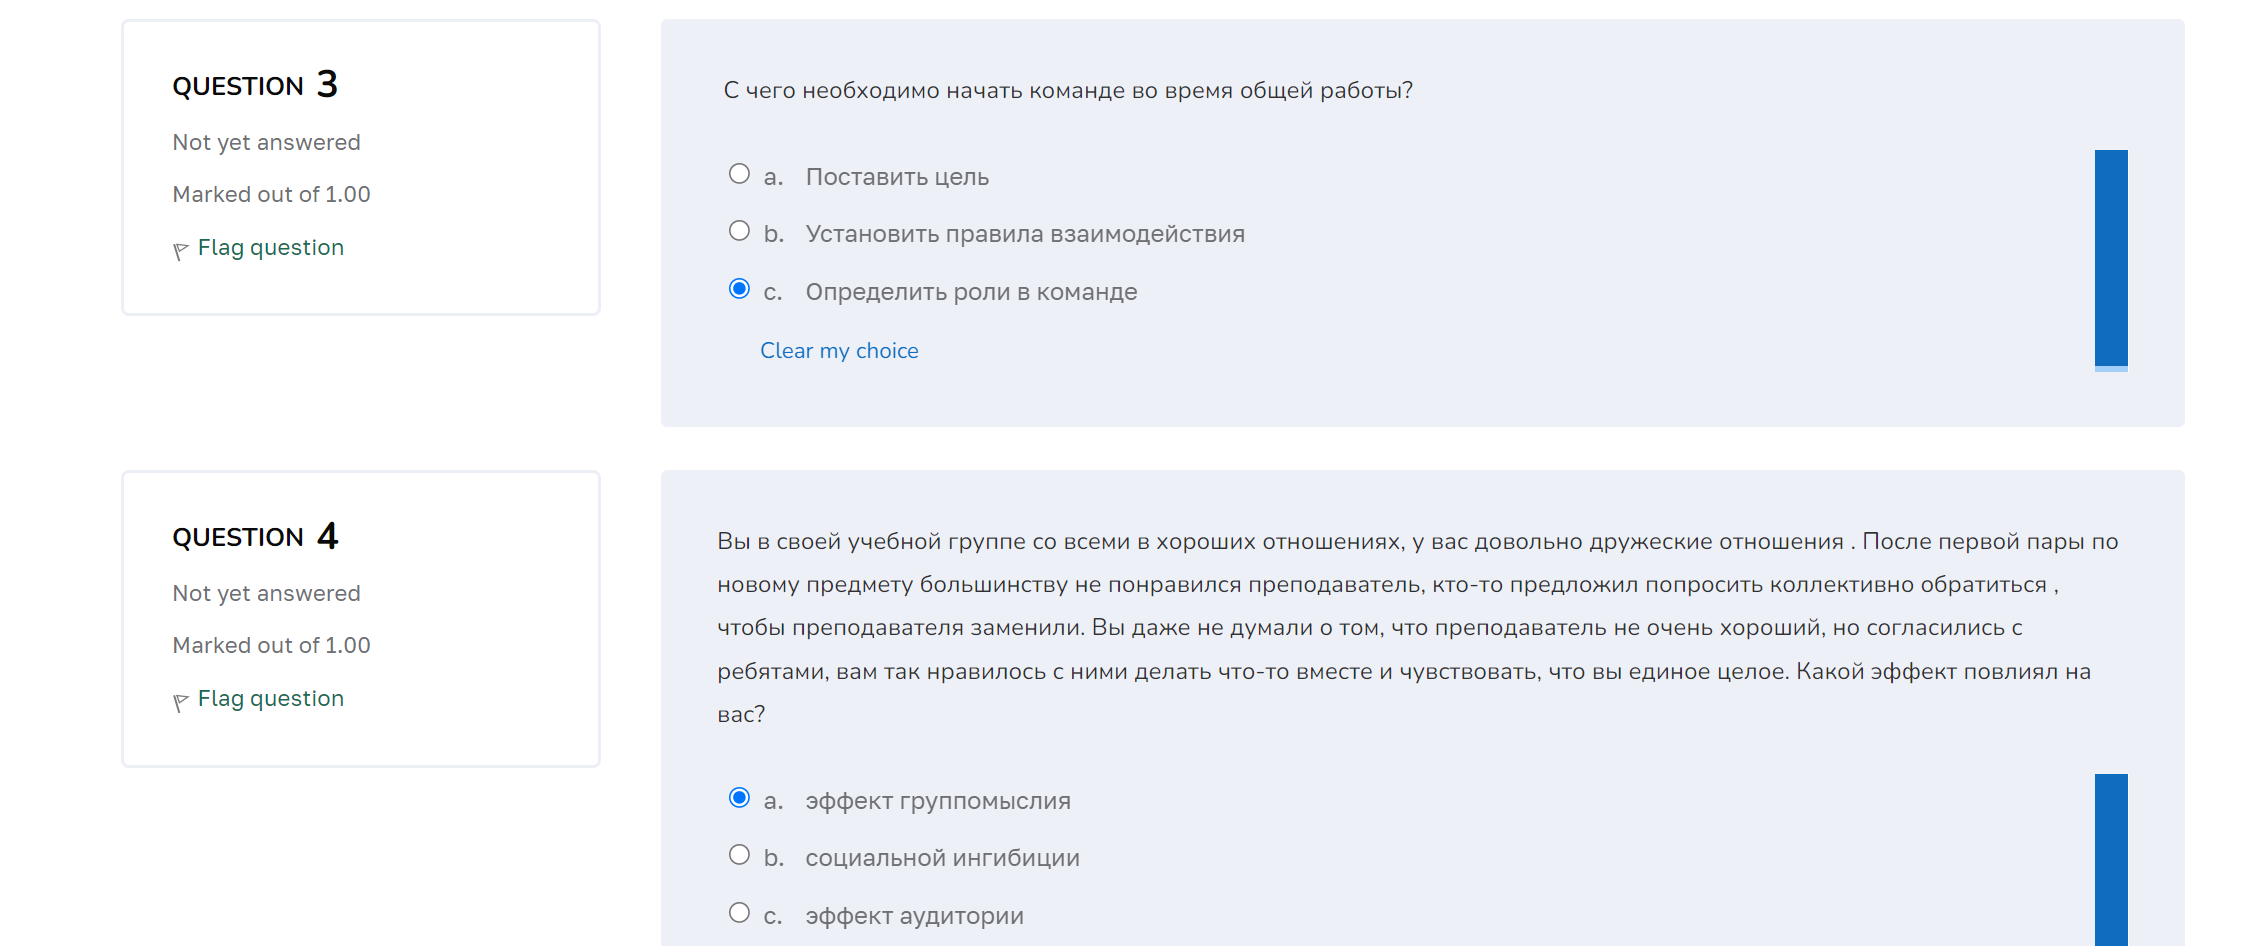 QUESTION 3
Not yet answered
Marked out of 1.00
Flag question
С чего необходимо начать команде во время общей работы?
a. Поставить цель
b. Установить правила взаимодействия
c. Определить роли в команде
Clear my choice
QUESTION 4
Not yet answered
Marked out of 1.00
Flag question
Вы в своей учебной группе со всеми в хороших отношениях, у вас довольно дружеские отношения . После первой пары по
новому предмету большинству не понравился преподаватель, кто-то предложил попросить коллективно обратиться ,
чтобы преподавателя заменили. Вы даже не думали о том, что преподаватель не очень хороший, но согласились с
ребятами, вам так нравилось с ними делать что-то вместе и чувствовать, что вы единое целое. Какой эффект повлиял на
вас?
a. эффект группомыслия
b. социальной ингибиции
c. эффект аудитории